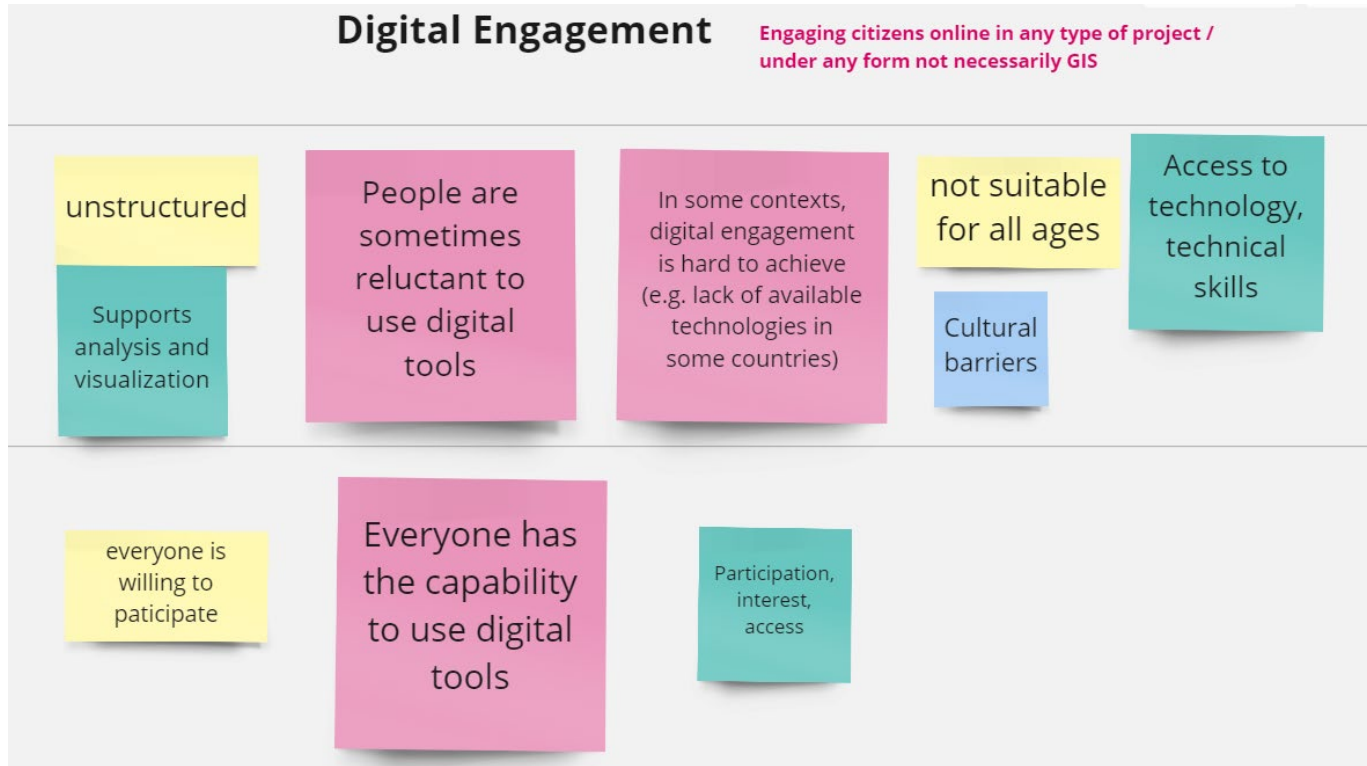 Digital Engagement
Engaging citizens online in any type of project /
under any form not necessarily GIS
unstructured
Supports
analysis and
visualization
People are
sometimes
reluctant to
use digital
tools
In some contexts,
digital engagement
is hard to achieve
(e.g. lack of available
technologies in
some countries)
not suitable
for all ages
Cultural
barriers
Access to
technology,
technical
skills
everyone is
willing to
paticipate
Everyone has
the capability
to use digital
tools
Participation,
interest,
access